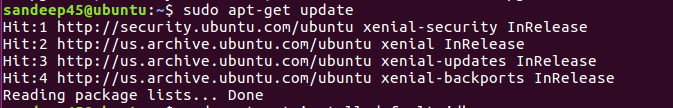 sandeep45@ubuntu:~$ sudo apt-get update
Hit:1 http://security.ubuntu.com/ubuntu xenial-security InRelease
Hit:2 http://us.archive.ubuntu.com/ubuntu xenial InRelease
Hit:3 http://us.archive.ubuntu.com/ubuntu xenial-updates InRelease
Hit:4 http://us.archive.ubuntu.com/ubuntu xenial-backports InRelease
Reading package lists... Done